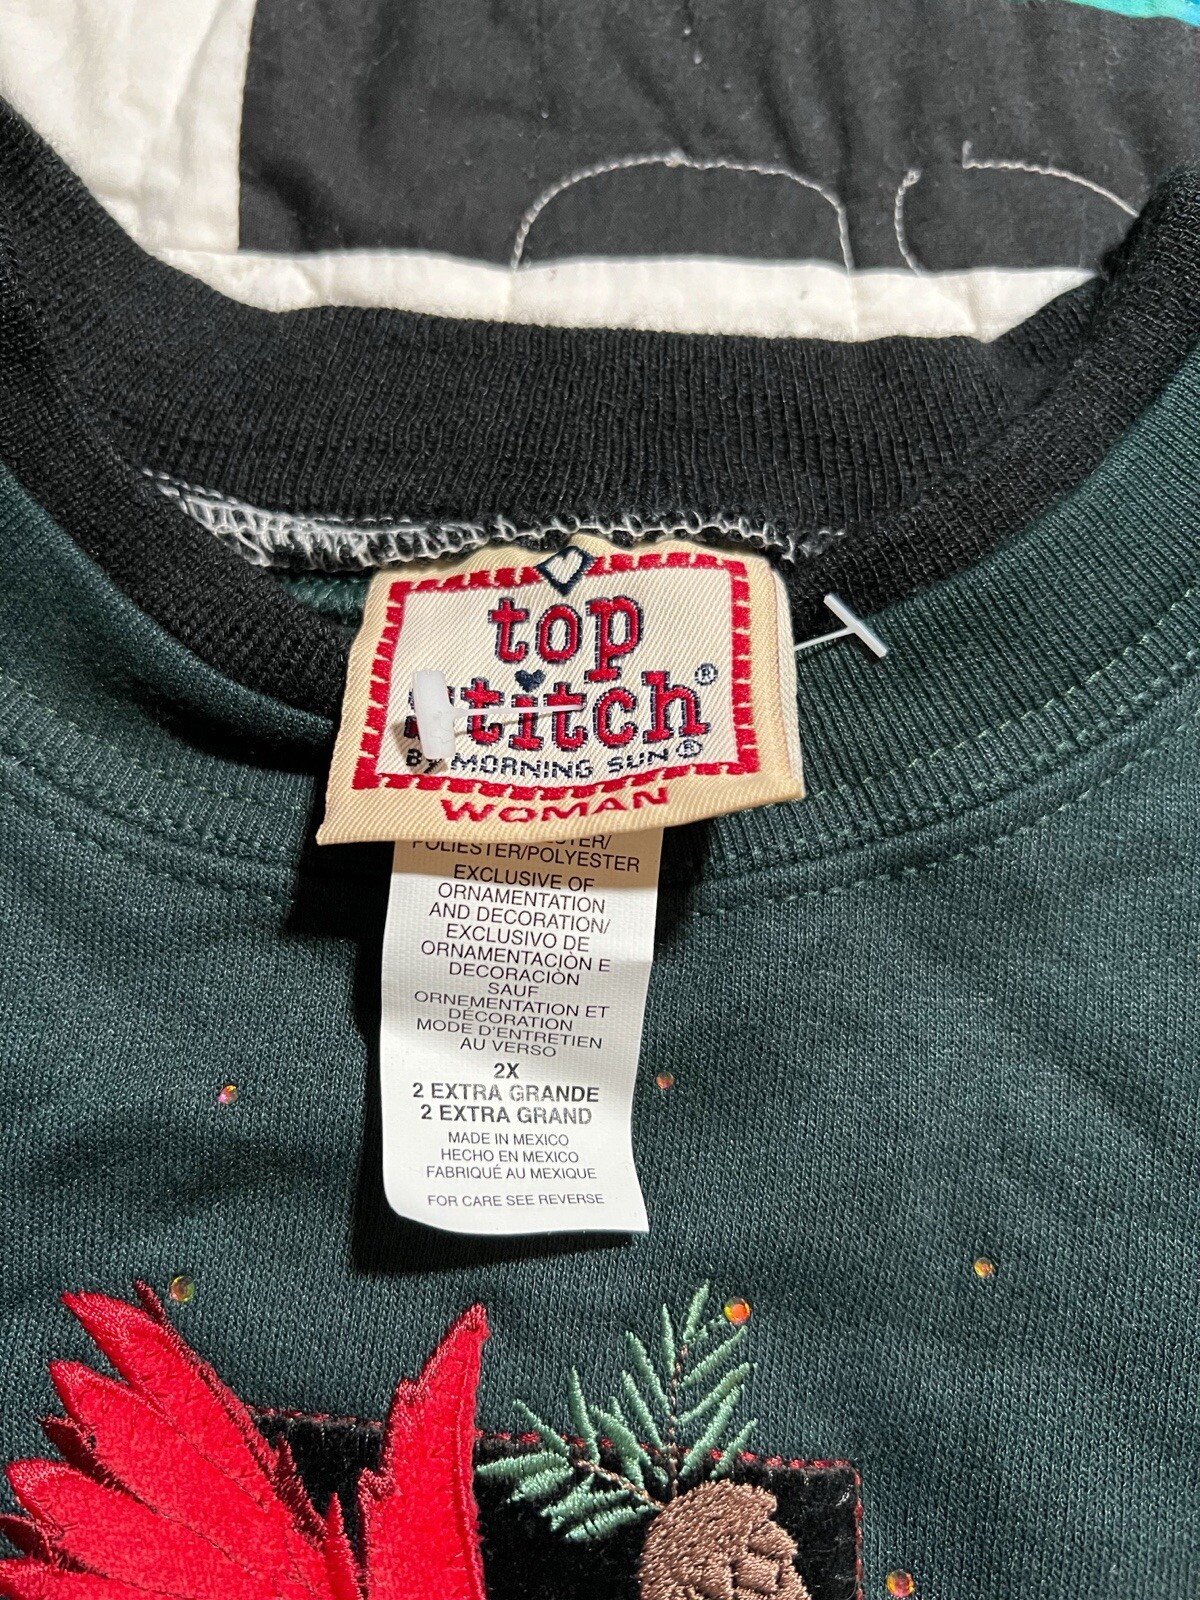 top
stitch®
BY MORNING SUN®
WOMAN
POLIESTER/POLYESTER
EXCLUSIVE OF
ORNAMENTATION
AND DECORATION/
EXCLUSIVO DE
ORNAMENTACIÒN E
DECORACIÒN
SAUF
ORNEMENTATION ET
DÉCORATION
MODE D'ENTRETIEN
AU VERSO
2X
2 EXTRA GRANDE
2 EXTRA GRAND
MADE IN MEXICO
HECHO EN MEXICO
FABRIQUÉ AU MEXIQUE
FOR CARE SEE REVERSE